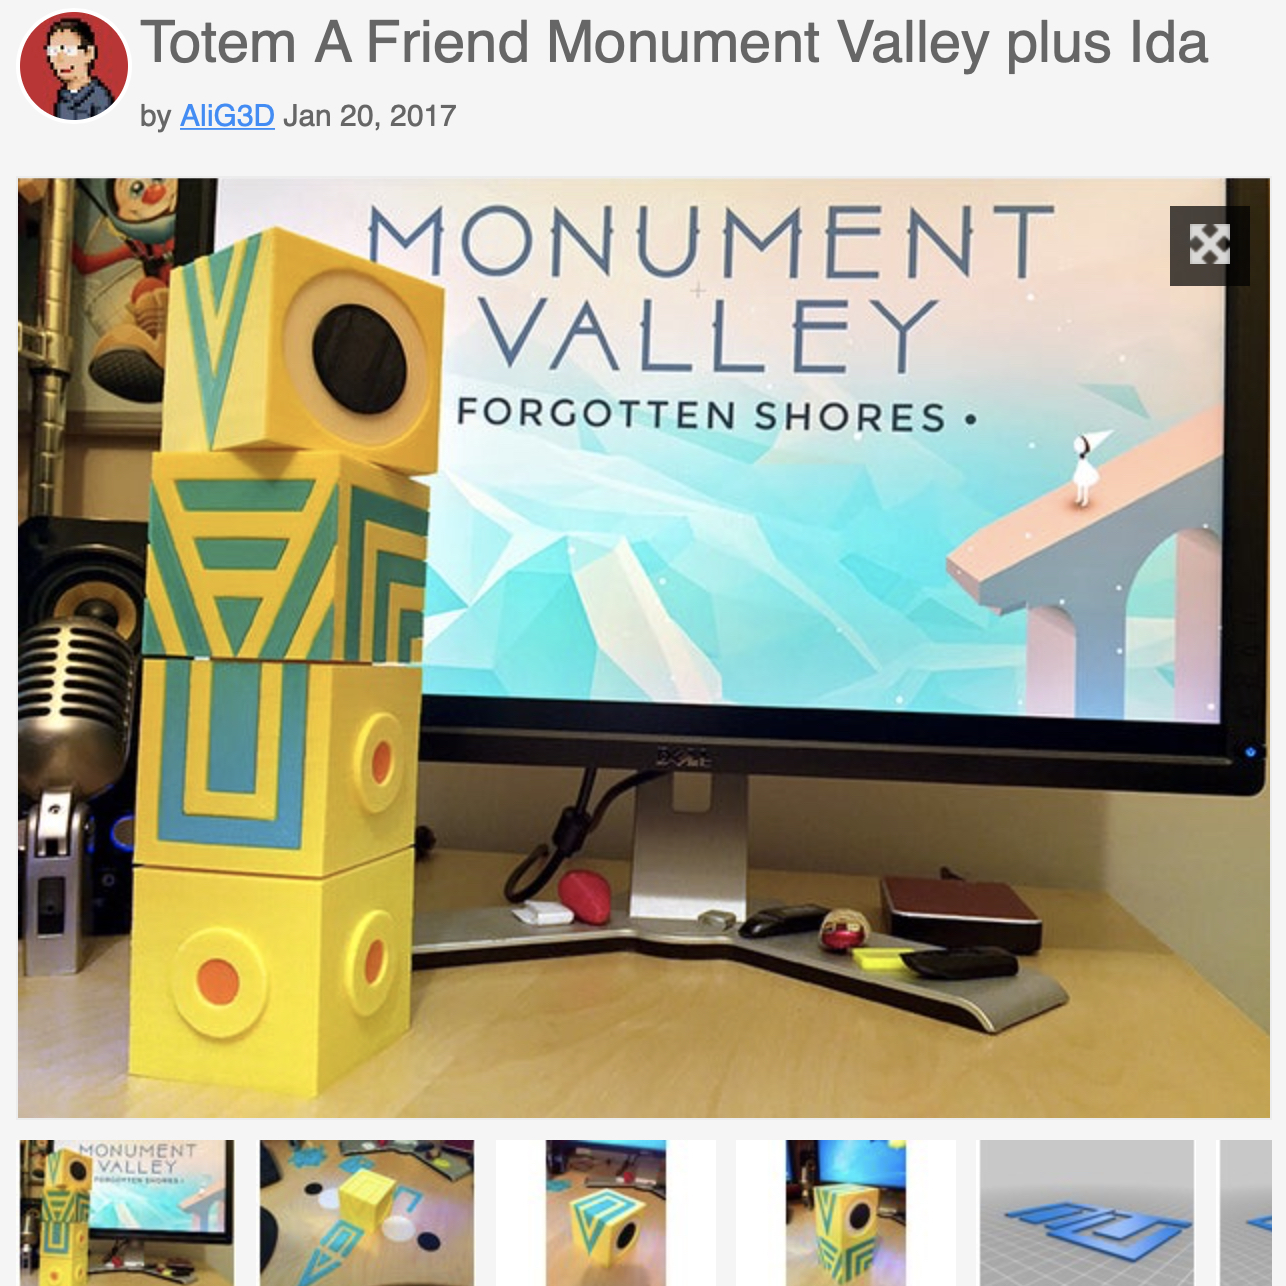 Totem A Friend Monument Valley plus Ida
by AliG3D Jan 20, 2017
MONUMENT
VALLEY
FORGOTTEN SHORES •
DELL
MONUMENT
VALLEY
FORGOTTEN SHORES •